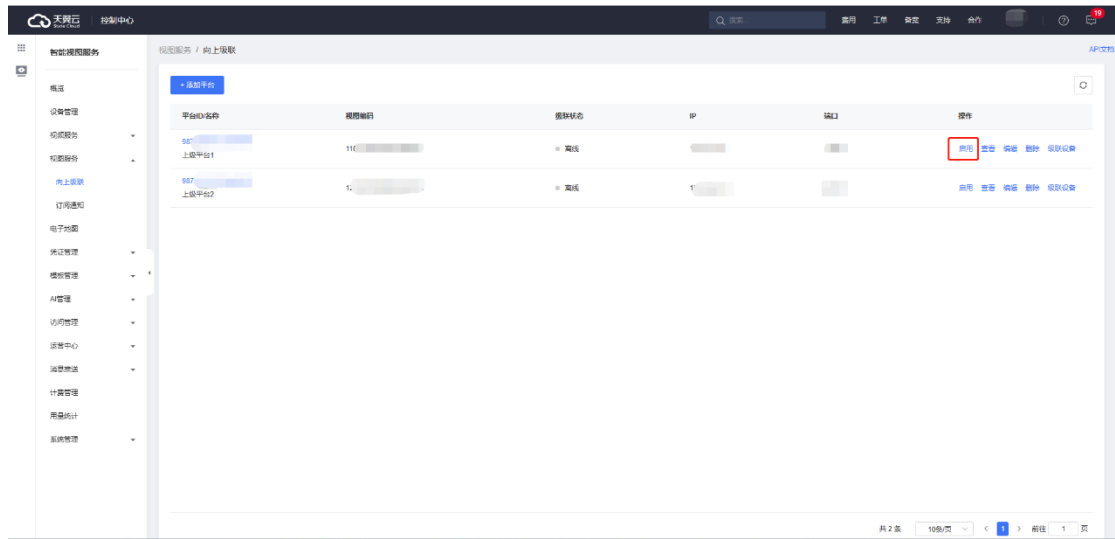 天翼云 控制中心 搜索... 费用 工单 备案 支持 合作 19
State Cloud
智能视图服务 视图服务 / 向上级联 API文档
概览
+ 添加平台
设备管理
平台ID/名称 视图编码 级联状态 IP 端口 操作
视频服务
987
上级平台1 离线 启用 查看 编辑 删除 级联设备
视图服务
向上级联
987
上级平台2 离线 启用 查看 编辑 删除 级联设备
订阅通知
电子地图
凭证管理
模板管理
AI管理
访问管理
运营中心
消息推送
计费管理
用量统计
系统管理
共 2 条 10条/页 1 前往 1 页